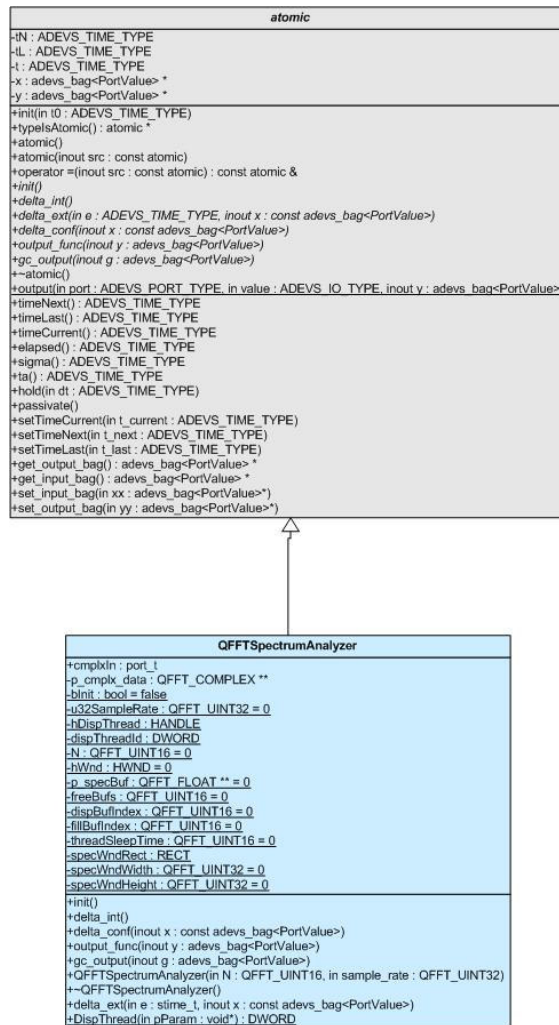 atomic
-tN : ADEVS_TIME_TYPE
-tL : ADEVS_TIME_TYPE
-t : ADEVS_TIME_TYPE
-x : adevs_bag<PortValue> *
-y : adevs_bag<PortValue> *
+init(in t0 : ADEVS_TIME_TYPE)
+typeIsAtomic() : atomic *
+atomic()
+atomic(inout src : const atomic)
+operator =(inout src : const atomic) : const atomic &
+init()
+delta_int()
+delta_ext(in e : ADEVS_TIME_TYPE, inout x : const adevs_bag<PortValue>)
+delta_conf(inout x : const adevs_bag<PortValue>)
+output_func(inout y : adevs_bag<PortValue>)
+gc_output(inout g : adevs_bag<PortValue>)
+~atomic()
+output(in port : ADEVS_PORT_TYPE, in value : ADEVS_IO_TYPE, inout y : adevs_bag<PortValue>
+timeNext() : ADEVS_TIME_TYPE
+timeLast() : ADEVS_TIME_TYPE
+timeCurrent() : ADEVS_TIME_TYPE
+elapsed() : ADEVS_TIME_TYPE
+sigma() : ADEVS_TIME_TYPE
+ta() : ADEVS_TIME_TYPE
+hold(in dt : ADEVS_TIME_TYPE)
+passivate()
+setTimeCurrent(in t_current : ADEVS_TIME_TYPE)
+setTimeNext(in t_next : ADEVS_TIME_TYPE)
+setTimeLast(in t_last : ADEVS_TIME_TYPE)
+get_output_bag() : adevs_bag<PortValue> *
+get_input_bag() : adevs_bag<PortValue> *
+set_input_bag(in xx : adevs_bag<PortValue>*)
+set_output_bag(in yy : adevs_bag<PortValue>*)
QFFTSpectrumAnalyzer
+cmplxIn : port_t
-p_cmplx_data : QFFT_COMPLEX **
-bInit : bool = false
-u32SampleRate : QFFT_UINT32 = 0
-hDispThread : HANDLE
-dispThreadId : DWORD
-N : QFFT_UINT16 = 0
-hWnd : HWND = 0
-p_specBuf : QFFT_FLOAT ** = 0
-freeBufs : QFFT_UINT16 = 0
-dispBufIndex : QFFT_UINT16 = 0
-fillBufIndex : QFFT_UINT16 = 0
-threadSleepTime : QFFT_UINT16 = 0
-specWndRect : RECT
-specWndWidth : QFFT_UINT32 = 0
-specWndHeight : QFFT_UINT32 = 0
+init()
+delta_int()
+delta_conf(inout x : const adevs_bag<PortValue>)
+output_func(inout y : adevs_bag<PortValue>)
+gc_output(inout g : adevs_bag<PortValue>)
+QFFTSpectrumAnalyzer(in N : QFFT_UINT16, in sample_rate : QFFT_UINT32)
+~QFFTSpectrumAnalyzer()
+delta_ext(in e : stime_t, inout x : const adevs_bag<PortValue>)
+DispThread(in pParam : void*) : DWORD